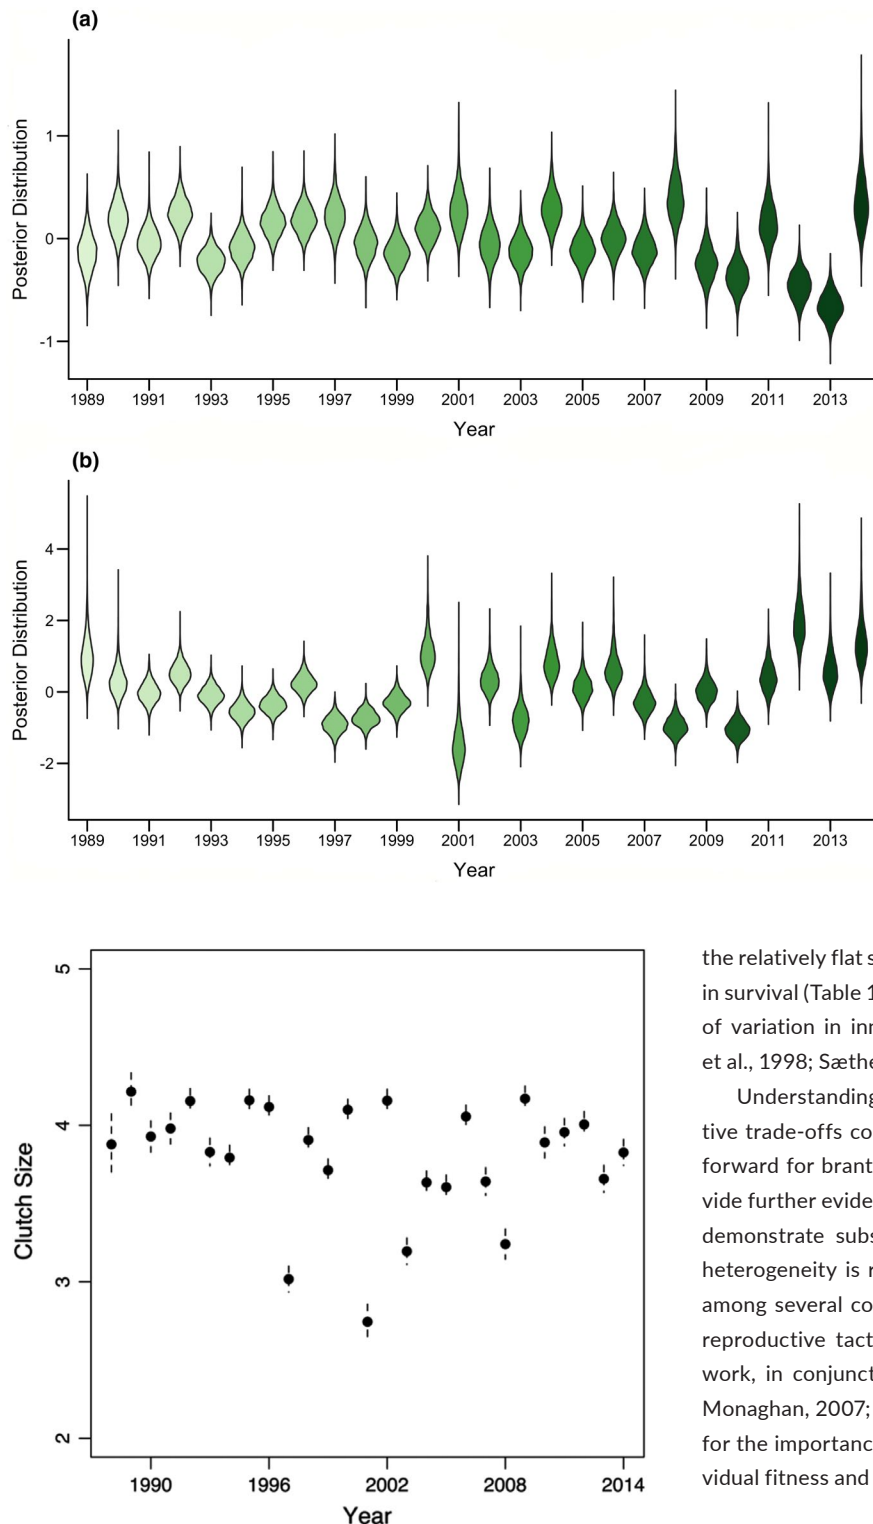 (a)
Posterior Distribution
1
0
-1
1989 1991 1993 1995 1997 1999 2001 2003 2005 2007 2009 2011 2013
Year
(b)
Posterior Distribution
4
2
0
-2
1989 1991 1993 1995 1997 1999 2001 2003 2005 2007 2009 2011 2013
Year
Clutch Size
5
4
3
2
1990 1996 2002 2008 2014
Year
the relatively flat s
in survival (Table 1
of variation in inn
et al., 1998; Sæthe
Understanding
tive trade-offs co
forward for brant
vide further evide
demonstrate subs
heterogeneity is r
among several co
reproductive tact
work, in conjunct
Monaghan, 2007;
for the importanc
vidual fitness and